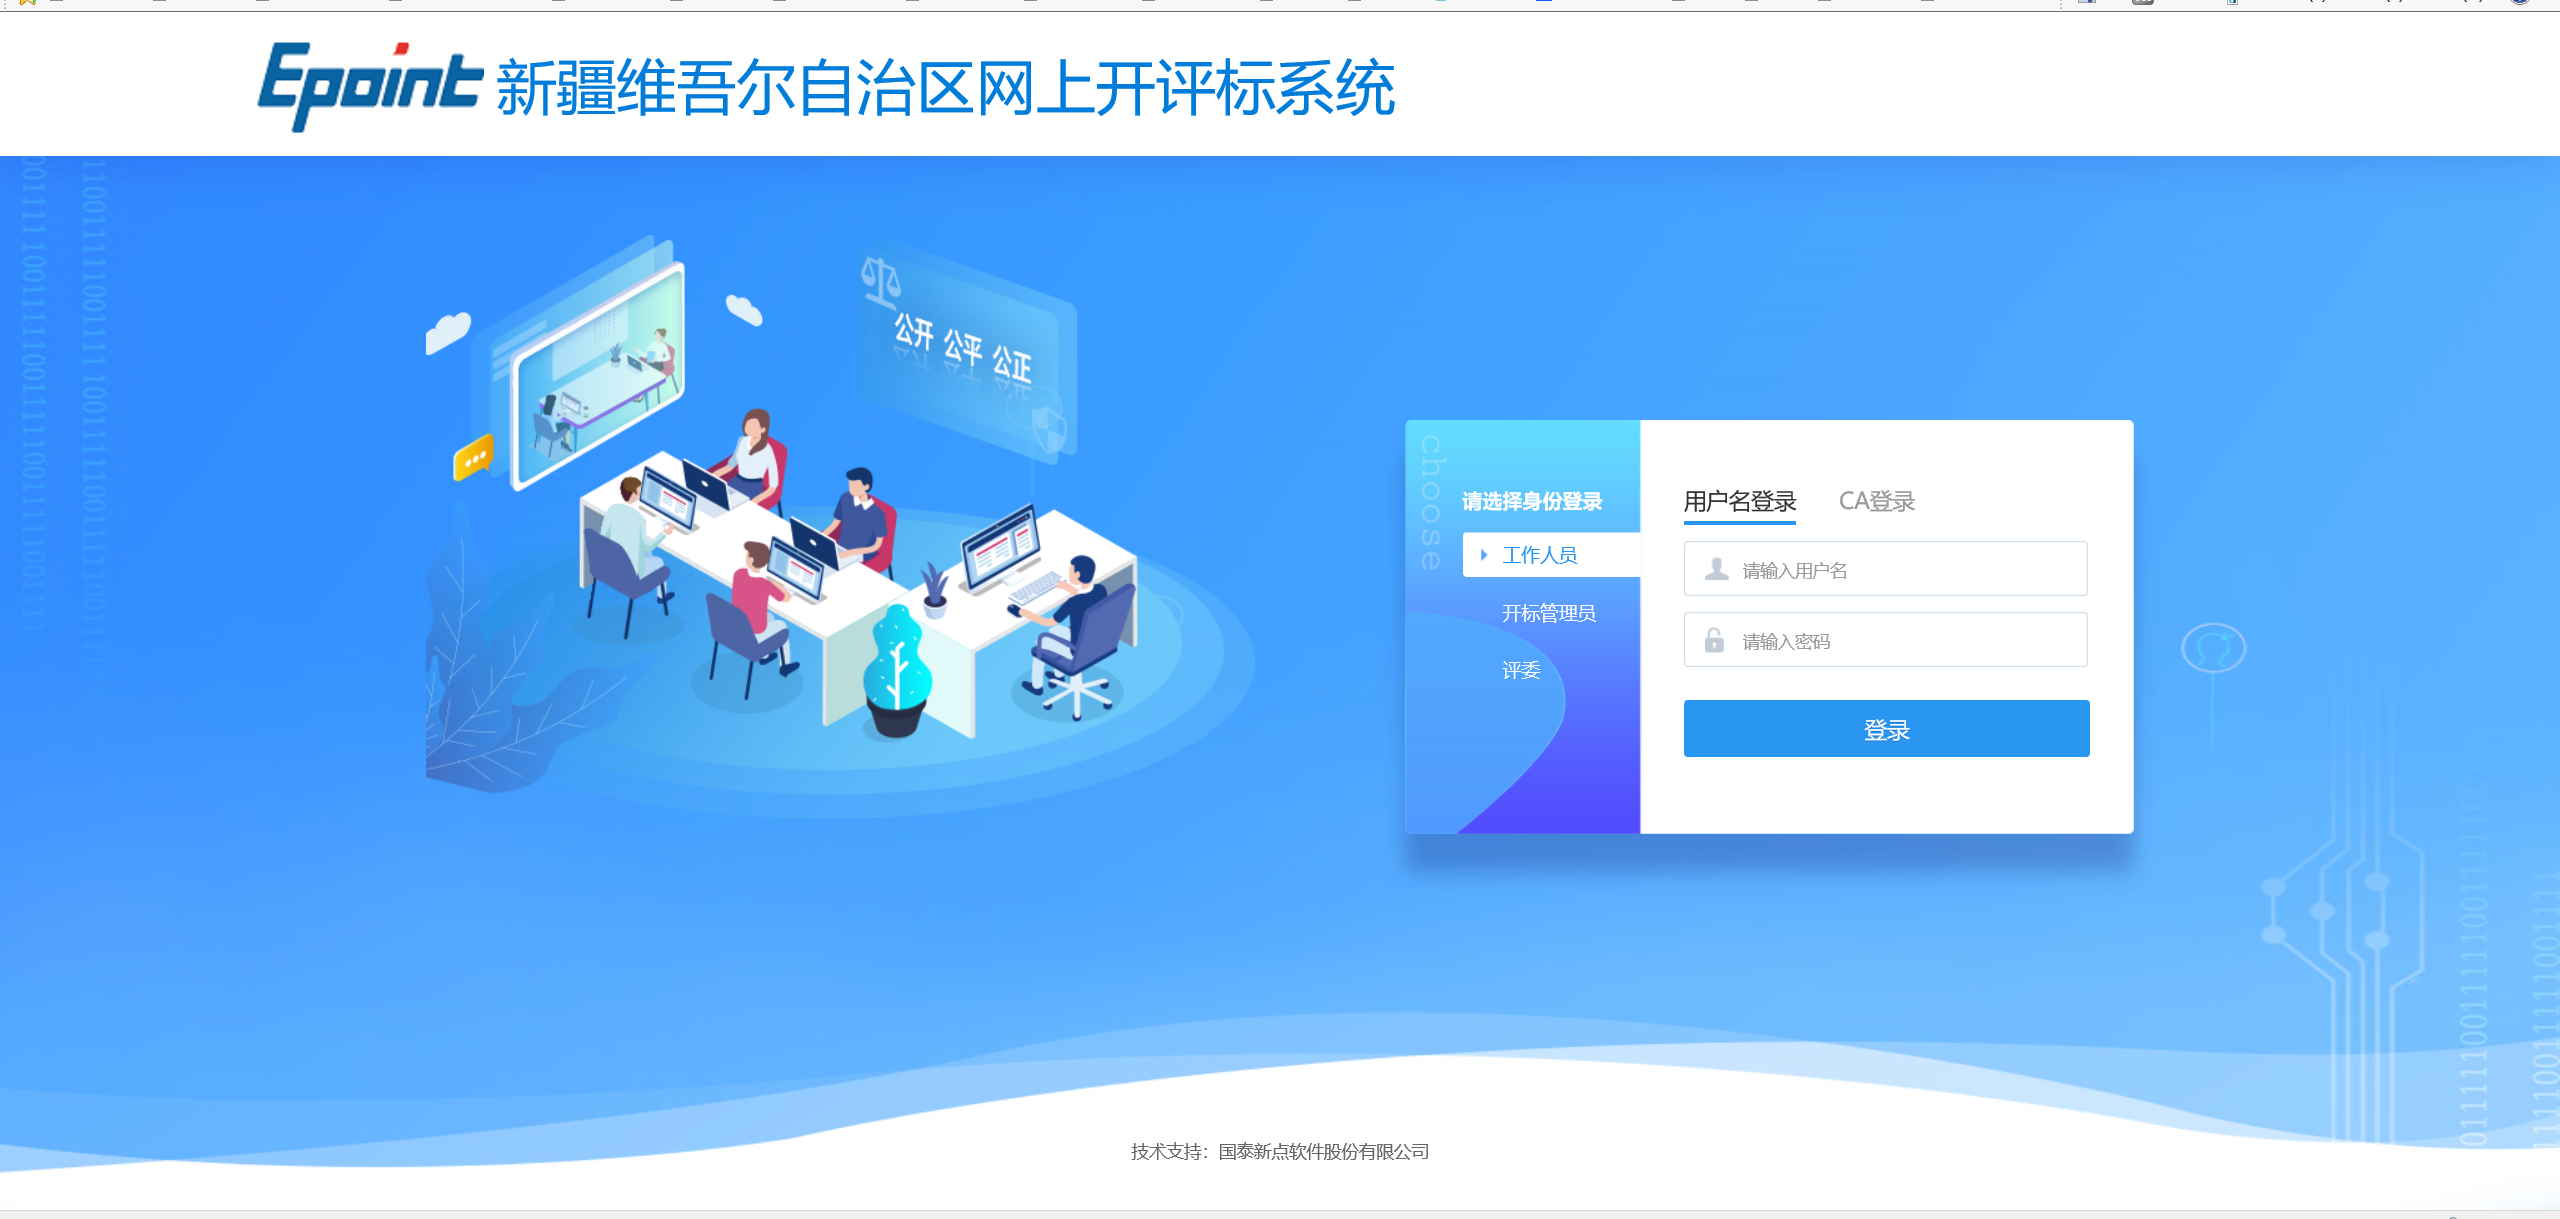 Epoint 新疆维吾尔自治区网上开评标系统
公开 公平 公正
choose
请选择身份登录
工作人员
开标管理员
评委
用户名登录 CA登录
请输入用户名
请输入密码
登录
技术支持：国泰新点软件股份有限公司